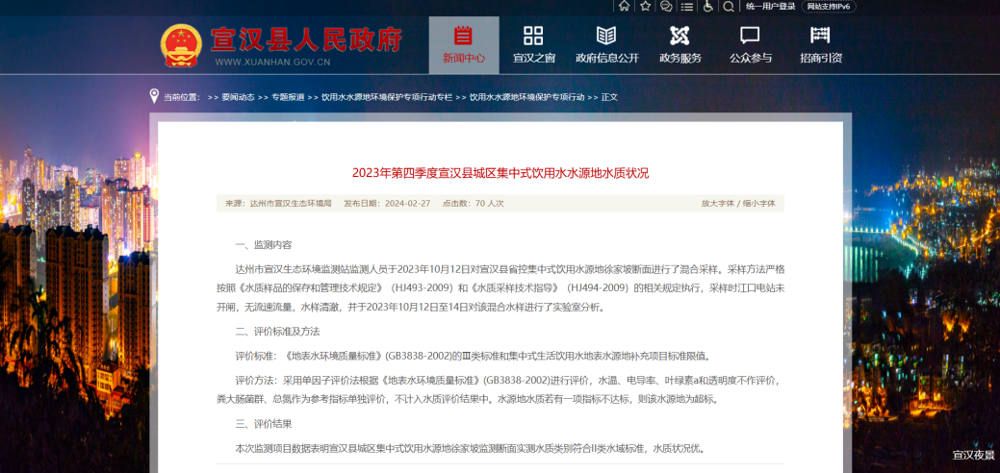 统一用户登录 网站支持IPv6
宣汉县人民政府
WWW.XUANHAN.GOV.CN
新闻中心 宣汉之窗 政府信息公开 政务服务 公众参与 招商引资
当前位置： >> 要闻动态 >> 专题报道 >> 饮用水水源地环境保护专项行动专栏 >> 饮用水水源地环境保护专项行动 >> 正文
2023年第四季度宣汉县城区集中式饮用水水源地水质状况
来源：达州市宣汉生态环境局 发布日期：2024-02-27 点击数：70 人次 放大字体 / 缩小字体
一、监测内容
达州市宣汉生态环境监测站监测人员于2023年10月12日对宣汉县省控集中式饮用水源地徐家坡断面进行了混合采样。采样方法严格
按照《水质样品的保存和管理技术规定》（HJ493-2009）和《水质采样技术指导》（HJ494-2009）的相关规定执行，采样时江口电站未
开闸，无流速流量，水样清澈，并于2023年10月12日至14日对该混合水样进行了实验室分析。
二、评价标准及方法
评价标准：《地表水环境质量标准》(GB3838-2002)的Ⅲ类标准和集中式生活饮用水地表水源地补充项目标准限值。
评价方法：采用单因子评价法根据《地表水环境质量标准》(GB3838-2002)进行评价，水温、电导率、叶绿素a和透明度不作评价，
粪大肠菌群、总氮作为参考指标单独评价，不计入水质评价结果中。水源地水质若有一项指标不达标，则该水源地为超标。
三、评价结果
本次监测项目数据表明宣汉县城区集中式饮用水源地徐家坡监测断面实测水质类别符合II类水域标准，水质状况优。
宣汉夜景